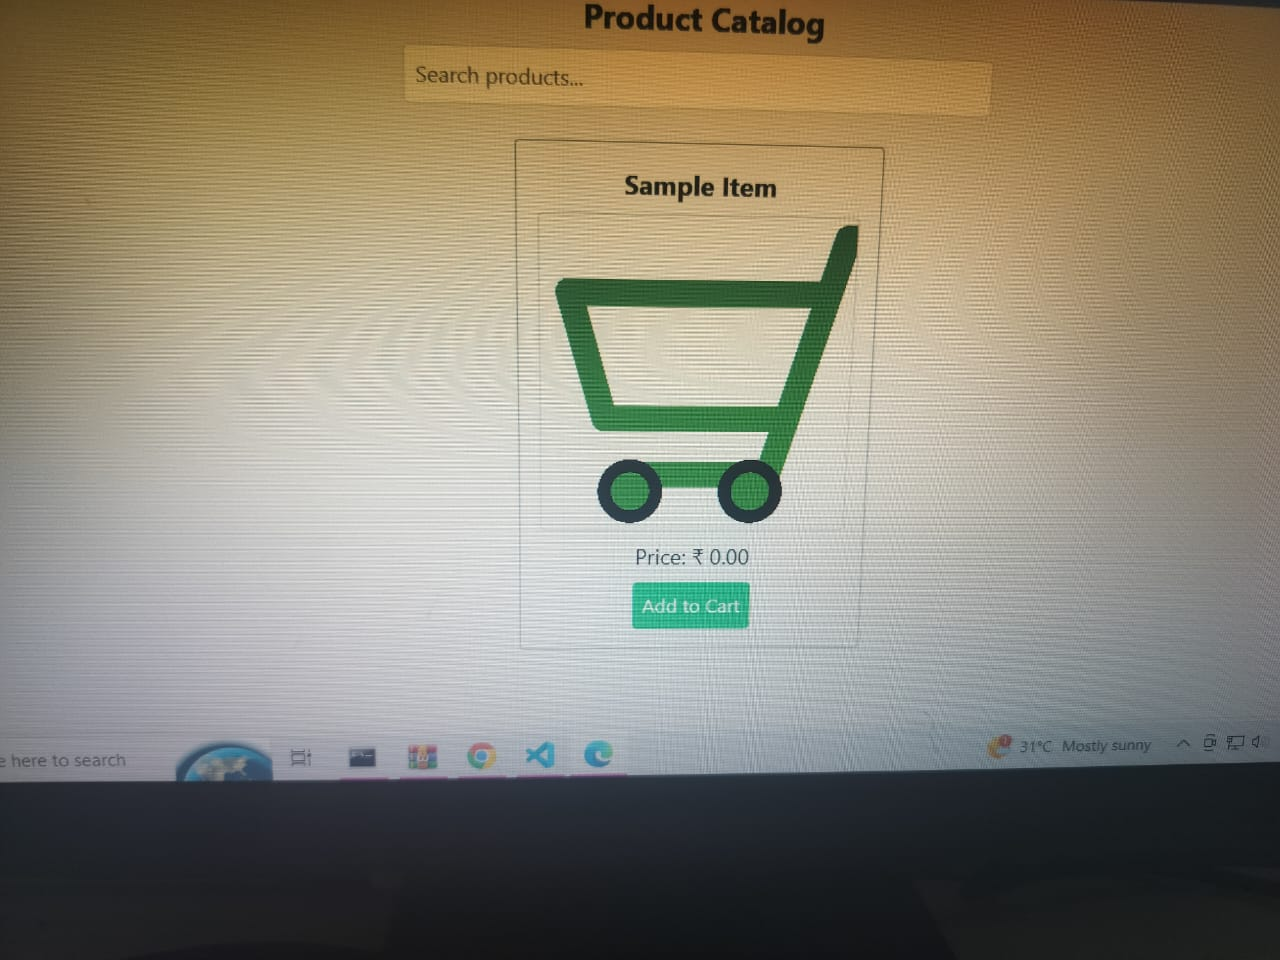 Product Catalog
Search products...
Sample Item
Price: ₹ 0.00
Add to Cart
e here to search
31°C Mostly sunny